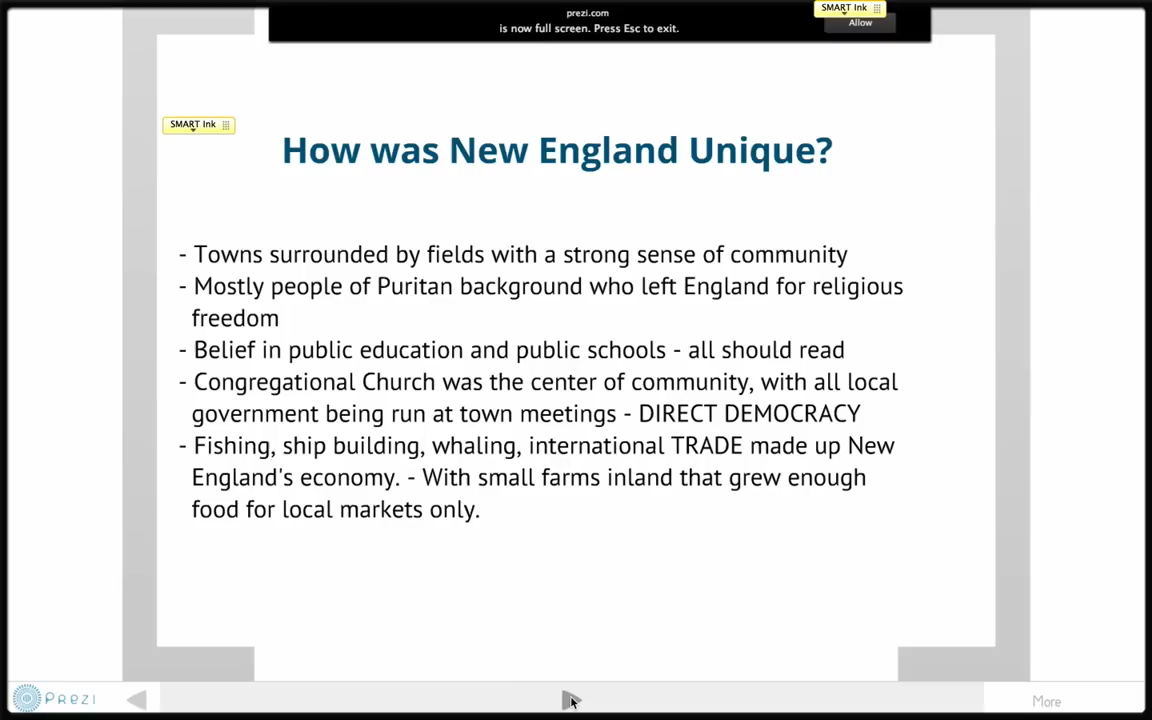 prezi.com
SMART Ink
is now full screen. Press Esc to exit.
Allow
SMART Ink
How was New England Unique?
- Towns surrounded by fields with a strong sense of community
- Mostly people of Puritan background who left England for religious
freedom
- Belief in public education and public schools - all should read
- Congregational Church was the center of community, with all local
government being run at town meetings - DIRECT DEMOCRACY
- Fishing, ship building, whaling, international TRADE made up New
England's economy. - With small farms inland that grew enough
food for local markets only.
PREZI
More